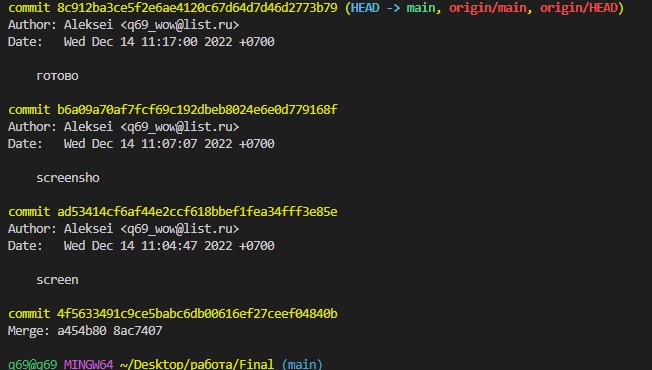 commit 8c912ba3ce5f2e6ae4120c67d64d7d46d2773b79 (HEAD -> main, origin/main, origin/HEAD)
Author: Aleksei <q69_wow@list.ru>
Date:   Wed Dec 14 11:17:00 2022 +0700
готово
commit b6a09a70af7fcf69c192dbeb8024e6e0d779168f
Author: Aleksei <q69_wow@list.ru>
Date:   Wed Dec 14 11:07:07 2022 +0700
screensho
commit ad53414cf6af44e2ccf618bbef1fea34fff3e85e
Author: Aleksei <q69_wow@list.ru>
Date:   Wed Dec 14 11:04:47 2022 +0700
screen
commit 4f5633491c9ce5babc6db00616ef27ceef04840b
Merge: a454b80 8ac7407
q69@q69 MINGW64 ~/Desktop/работа/Final (main)